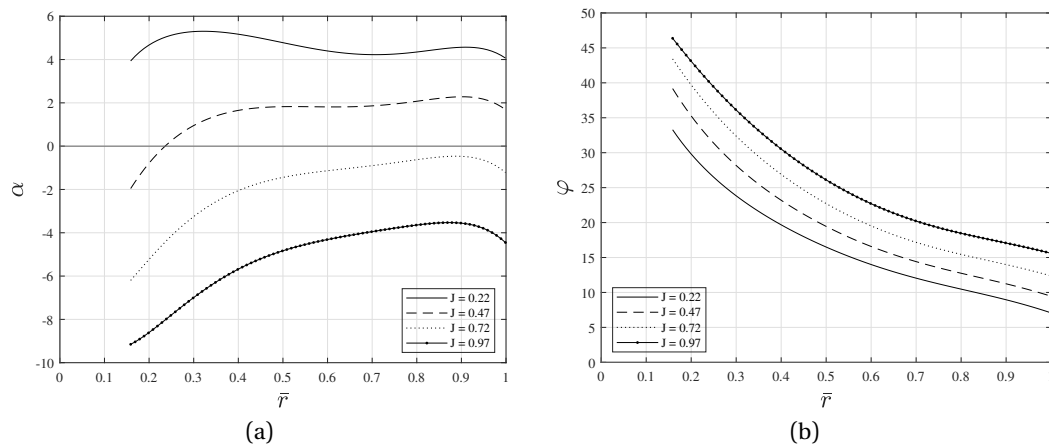 6
4
2
0
-2
-4
-6
-8
-10
α
J = 0.22
J = 0.47
J = 0.72
J = 0.97
0 0.1 0.2 0.3 0.4 0.5 0.6 0.7 0.8 0.9 1
r̄
(a)
50
45
40
35
30
25
20
15
10
5
0
φ
J = 0.22
J = 0.47
J = 0.72
J = 0.97
0 0.1 0.2 0.3 0.4 0.5 0.6 0.7 0.8 0.9
r̄
(b)